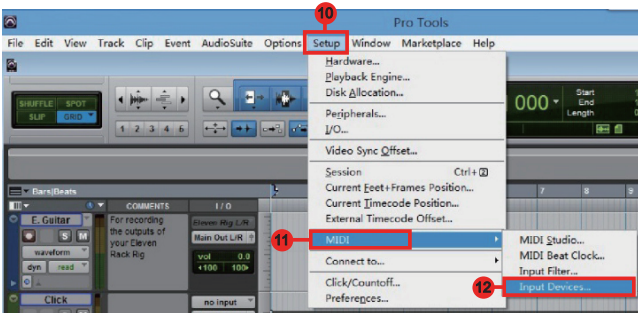 10
Pro Tools
File Edit View Track Clip Event AudioSuite Options Setup Window Marketplace Help
Hardware...
Playback Engine...
Disk Allocation...
Peripherals...
I/O...
Video Sync Offset...
Session Ctrl+2
Current Feet+Frames Position...
Current Timecode Position...
External Timecode Offset...
11 MIDI
Connect to...
Click/Countoff...
Preferences...
MIDI Studio...
MIDI Beat Clock...
Input Filter...
12 Input Devices...
SHUFFLE SPOT
SLIP GRID
1 2 3 4 5
000
Start
End
Length
Bars|Beats
7 8 9
COMMENTS I / O
E. Guitar
S M
waveform
dyn read
For recording
the outputs of
your Eleven
Rack Rig
Eleven Rig L/R
Main Out L/R
vol 0.0
100 100
Click
no input